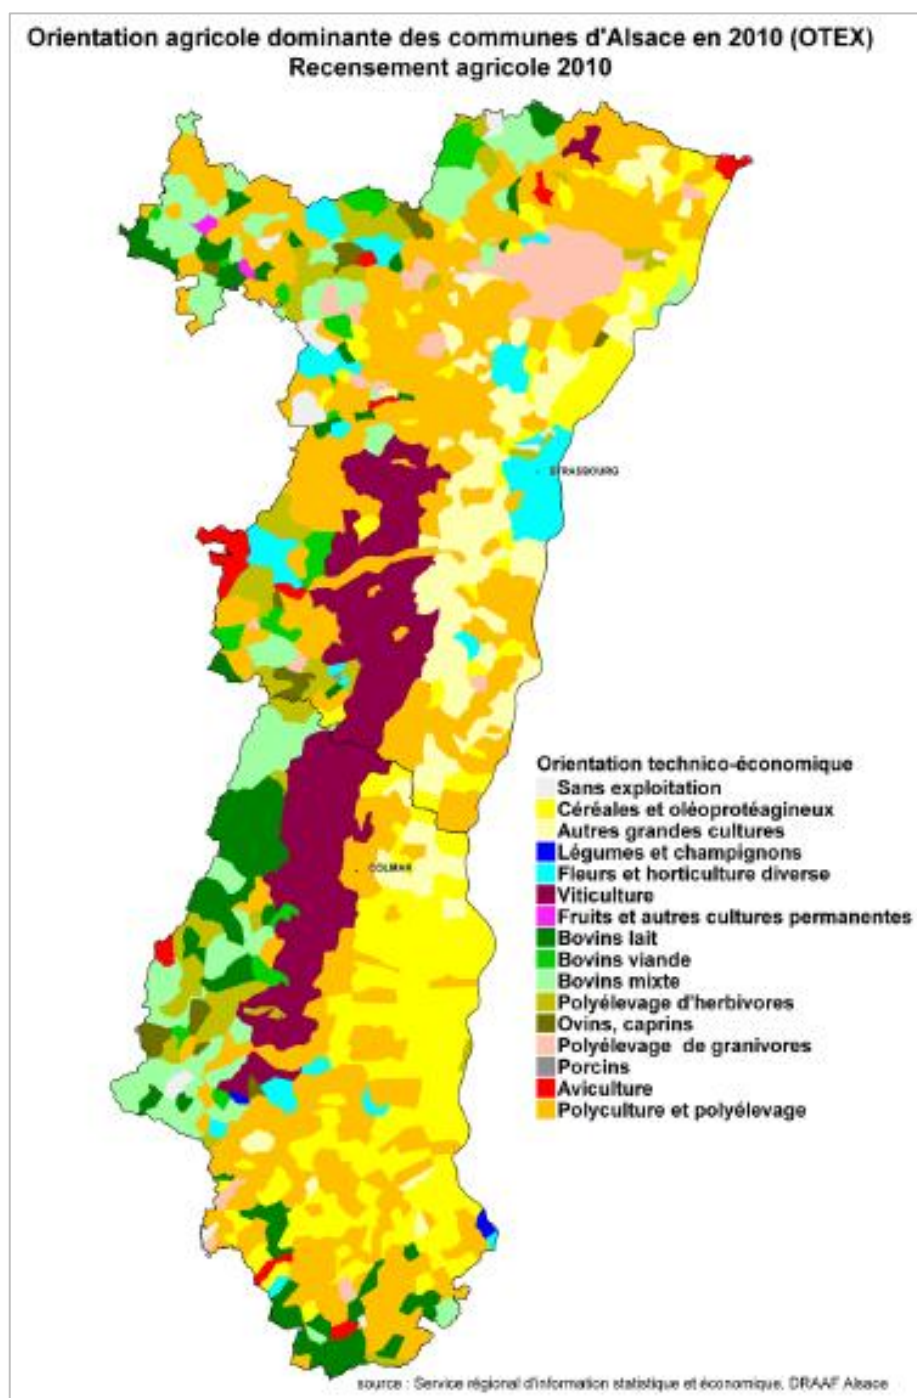 Orientation agricole dominante des communes d'Alsace en 2010 (OTEX)
Recensement agricole 2010
STRASBOURG
Orientation technico-économique
Sans exploitation
Céréales et oléoprotéagineux
Autres grandes cultures
Légumes et champignons
COLMAR
Fleurs et horticulture diverse
Viticulture
Fruits et autres cultures permanentes
Bovins lait
Bovins viande
Bovins mixte
Polyélevage d'herbivores
Ovins, caprins
Polyélevage de granivores
Porcins
Aviculture
Polyculture et polyélevage
source : Service régional d'information statistique et économique, DRAAF Alsace